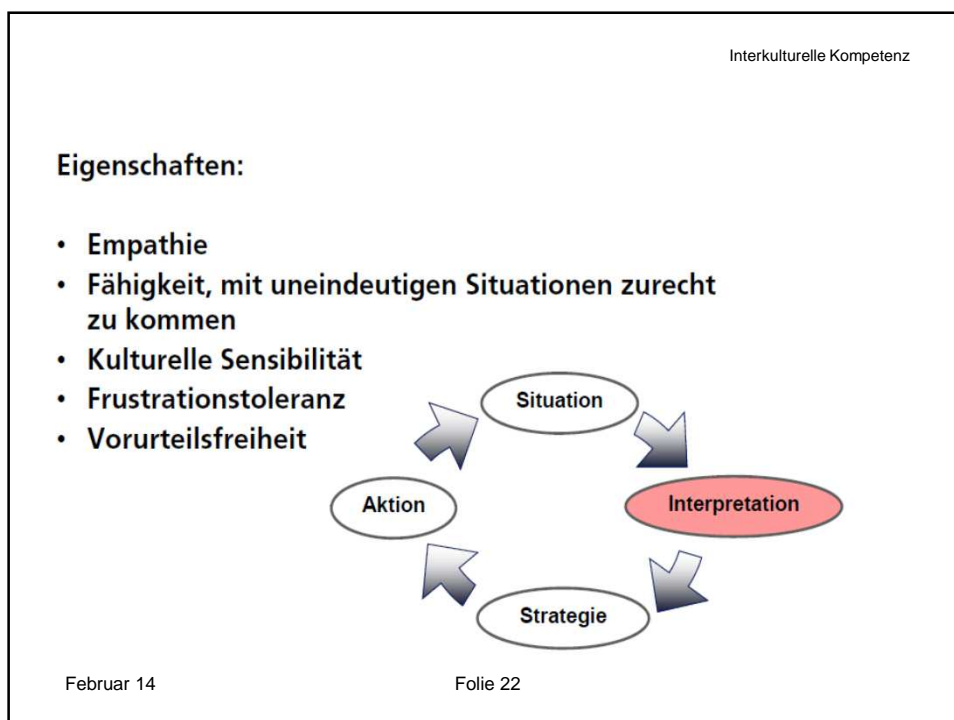 Interkulturelle Kompetenz
Eigenschaften:
• Empathie
• Fähigkeit, mit uneindeutigen Situationen zurecht
zu kommen
• Kulturelle Sensibilität
• Frustrationstoleranz
• Vorurteilsfreiheit
Situation
Interpretation
Strategie
Aktion
Februar 14
Folie 22